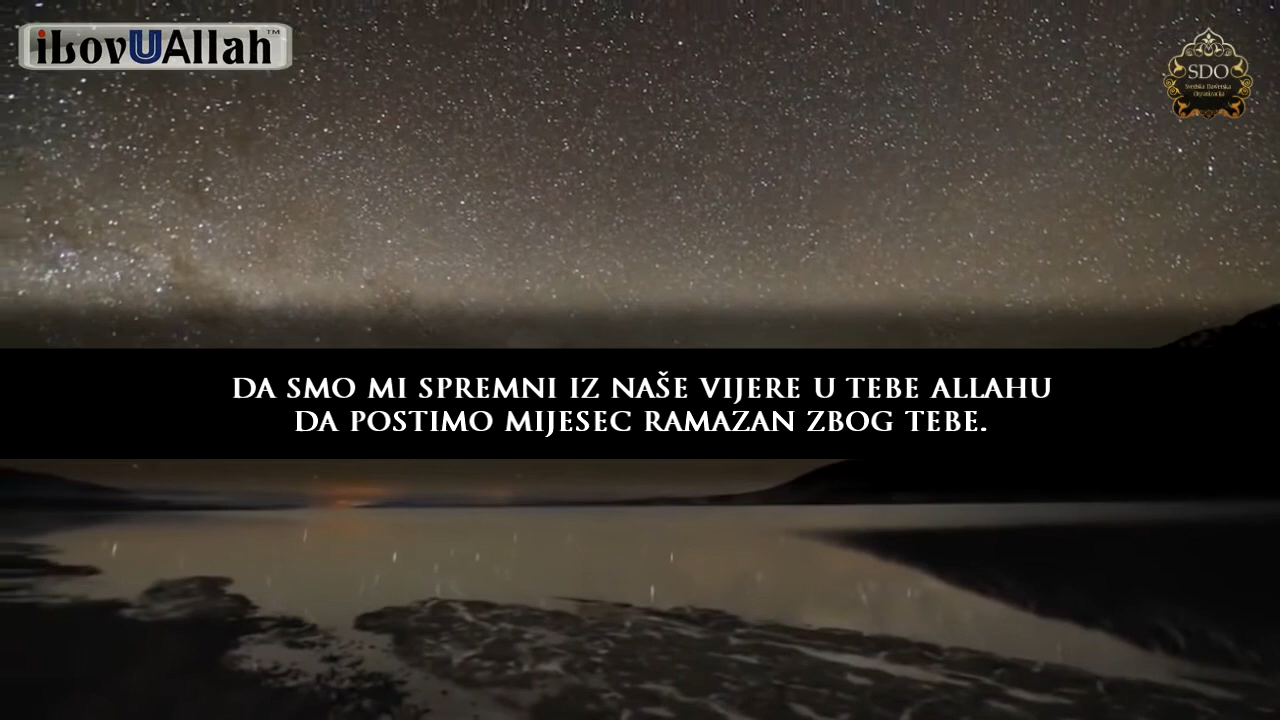 iLovUAllah™
SDO
DA SMO MI SPREMNI IZ NAŠE VIJERE U TEBE ALLAHU
DA POSTIMO MIJESEC RAMAZAN ZBOG TEBE.